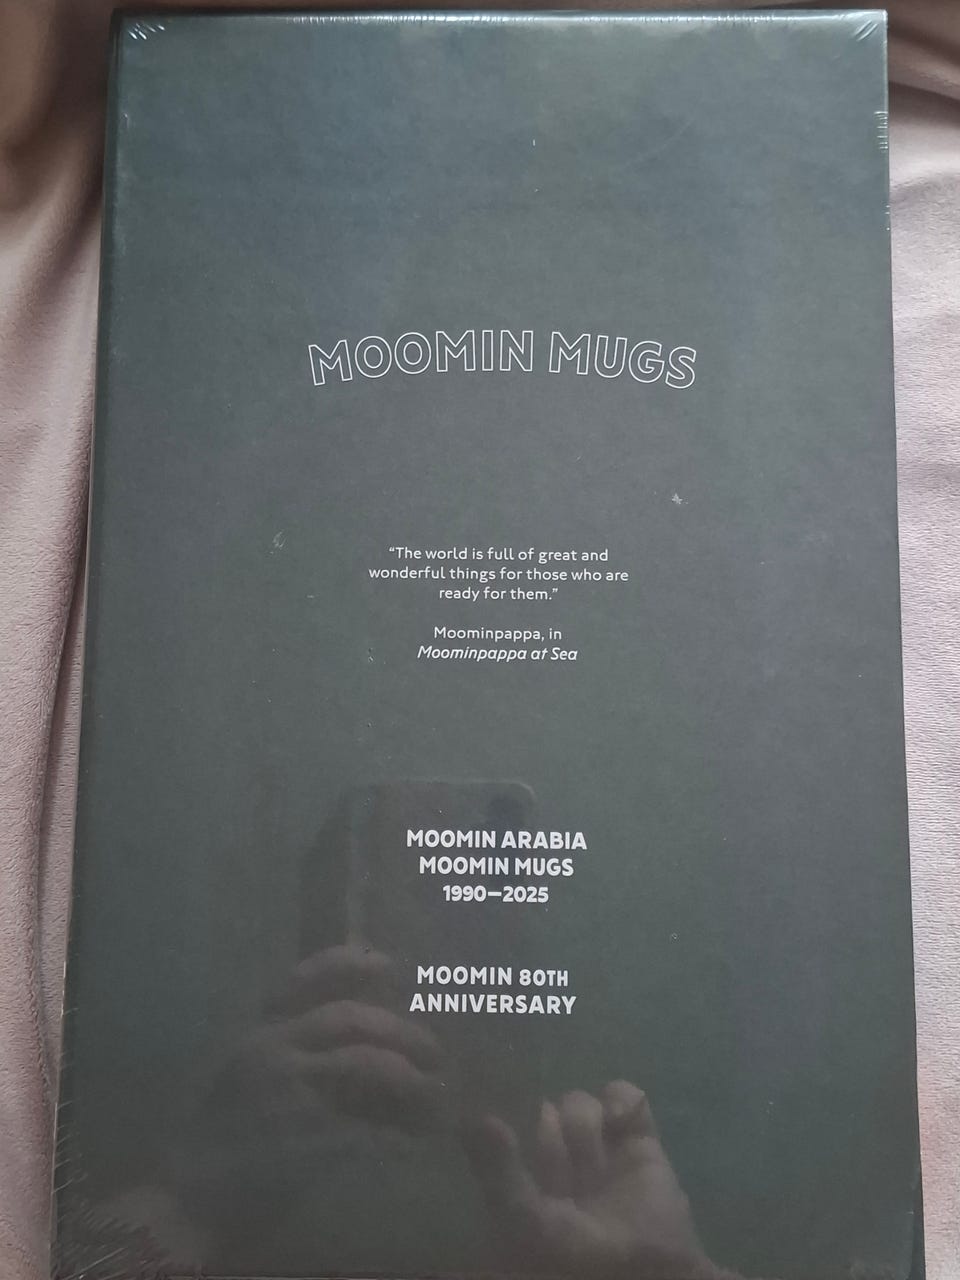 MOOMIN MUGS
“The world is full of great and
wonderful things for those who are
ready for them.”
Moominpappa, in
Moominpappa at Sea
MOOMIN ARABIA
MOOMIN MUGS
1990–2025
MOOMIN 80TH
ANNIVERSARY